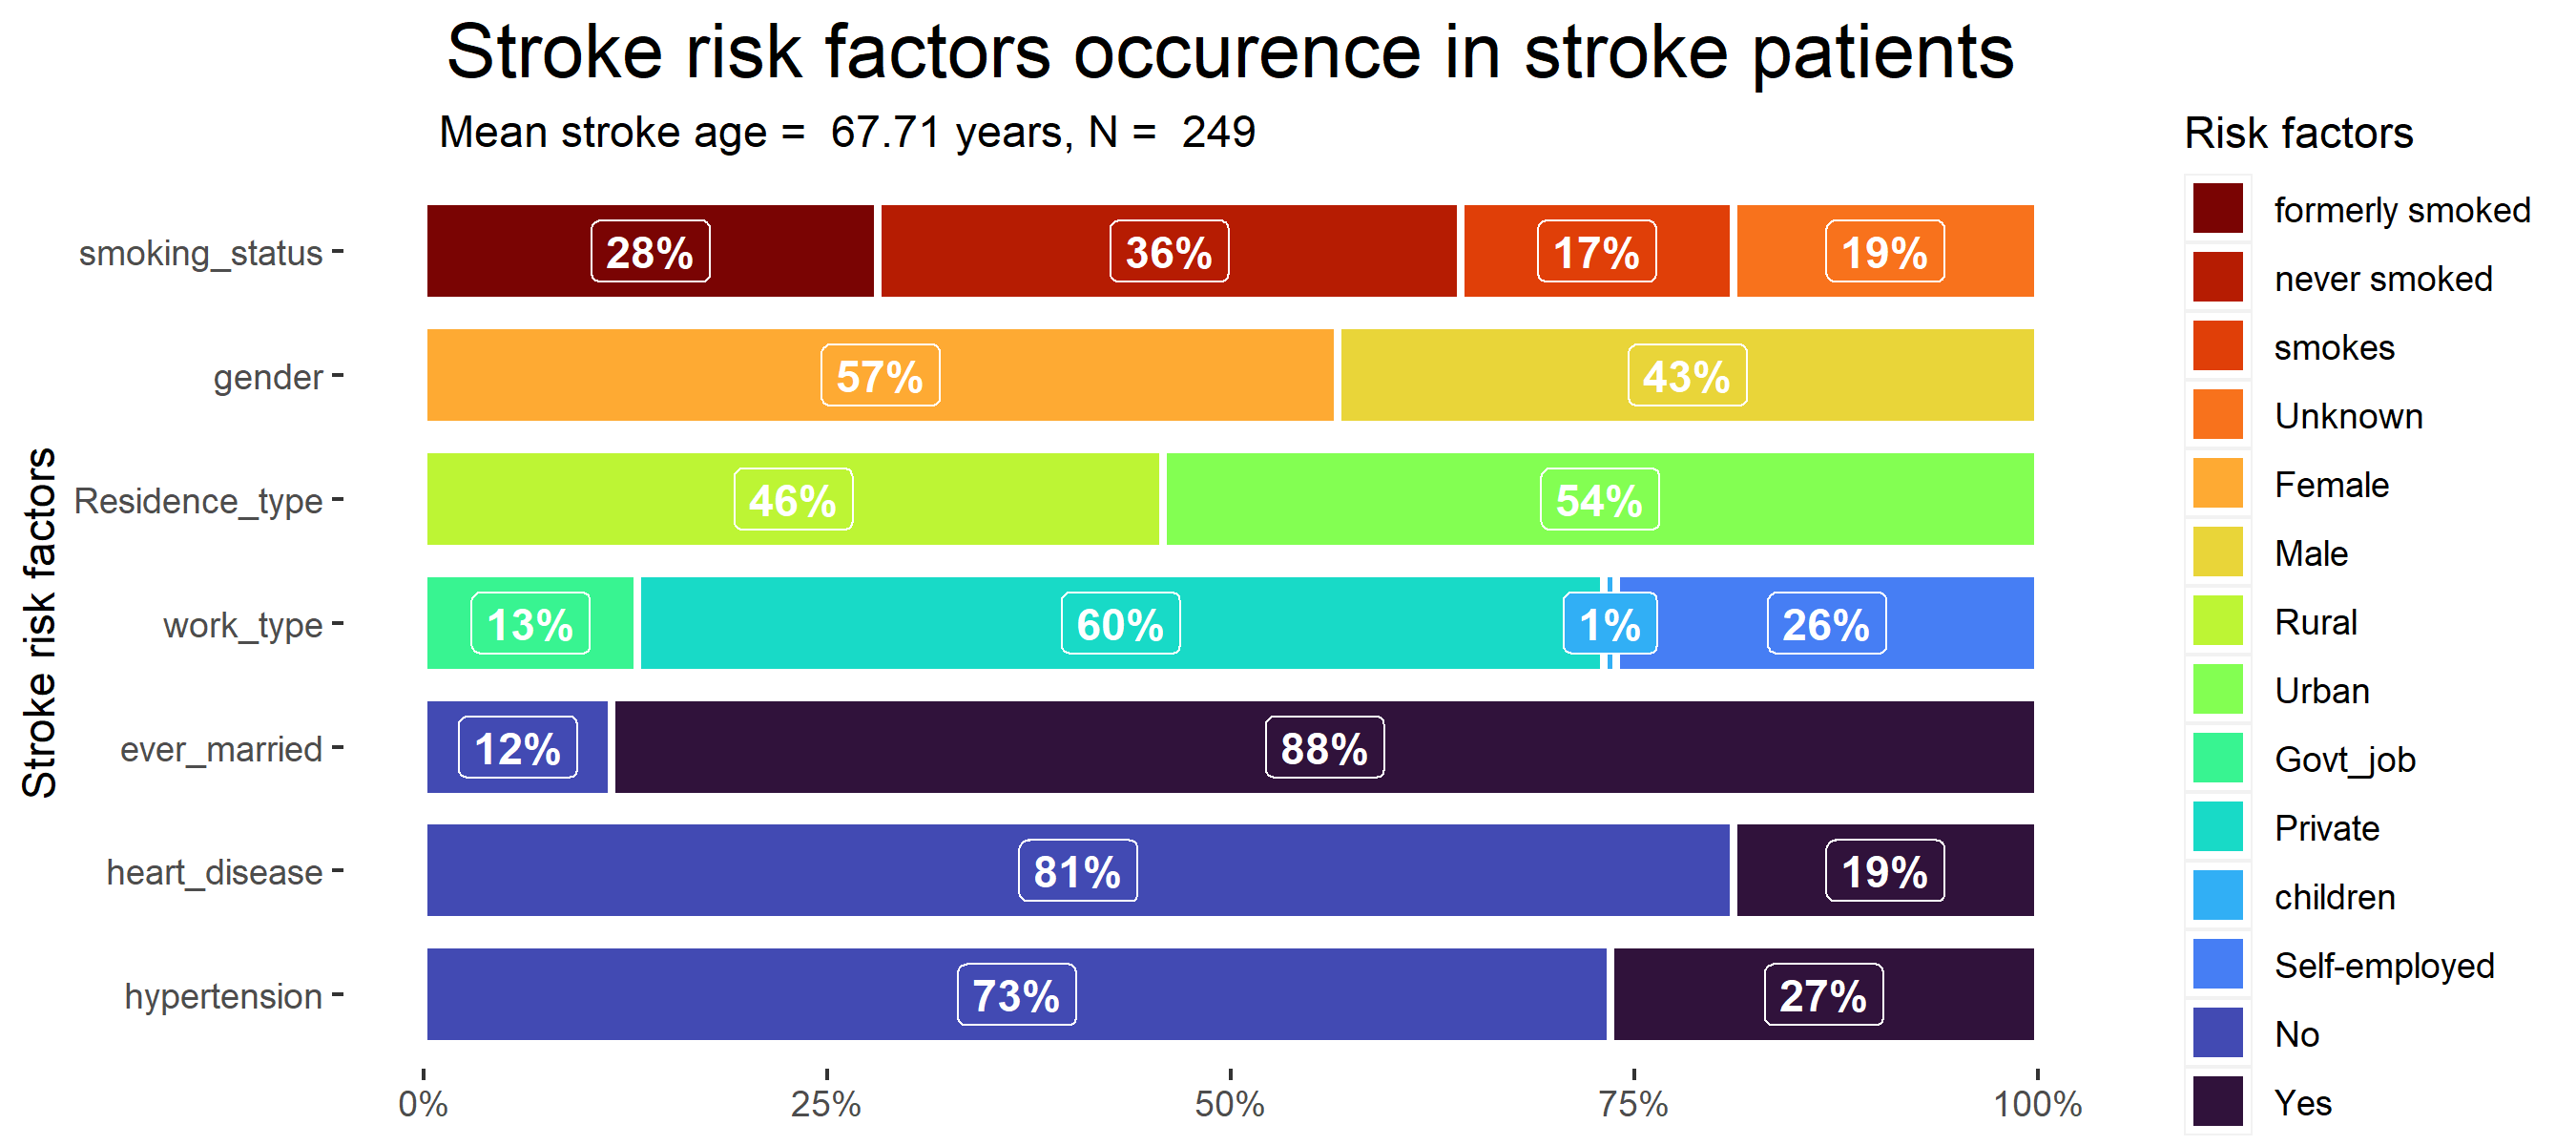 Stroke risk factors occurence in stroke patients
Mean stroke age =  67.71 years, N =  249
Stroke risk factors
smoking_status
28% 36% 17% 19%
gender
57% 43%
Residence_type
46% 54%
work_type
13% 60% 1% 26%
ever_married
12% 88%
heart_disease
81% 19%
hypertension
73% 27%
0% 25% 50% 75% 100%
Risk factors
formerly smoked
never smoked
smokes
Unknown
Female
Male
Rural
Urban
Govt_job
Private
children
Self-employed
No
Yes